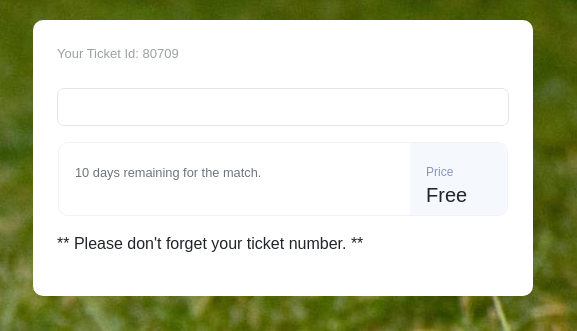 Your Ticket Id: 80709
10 days remaining for the match.
Price
Free
** Please don't forget your ticket number. **